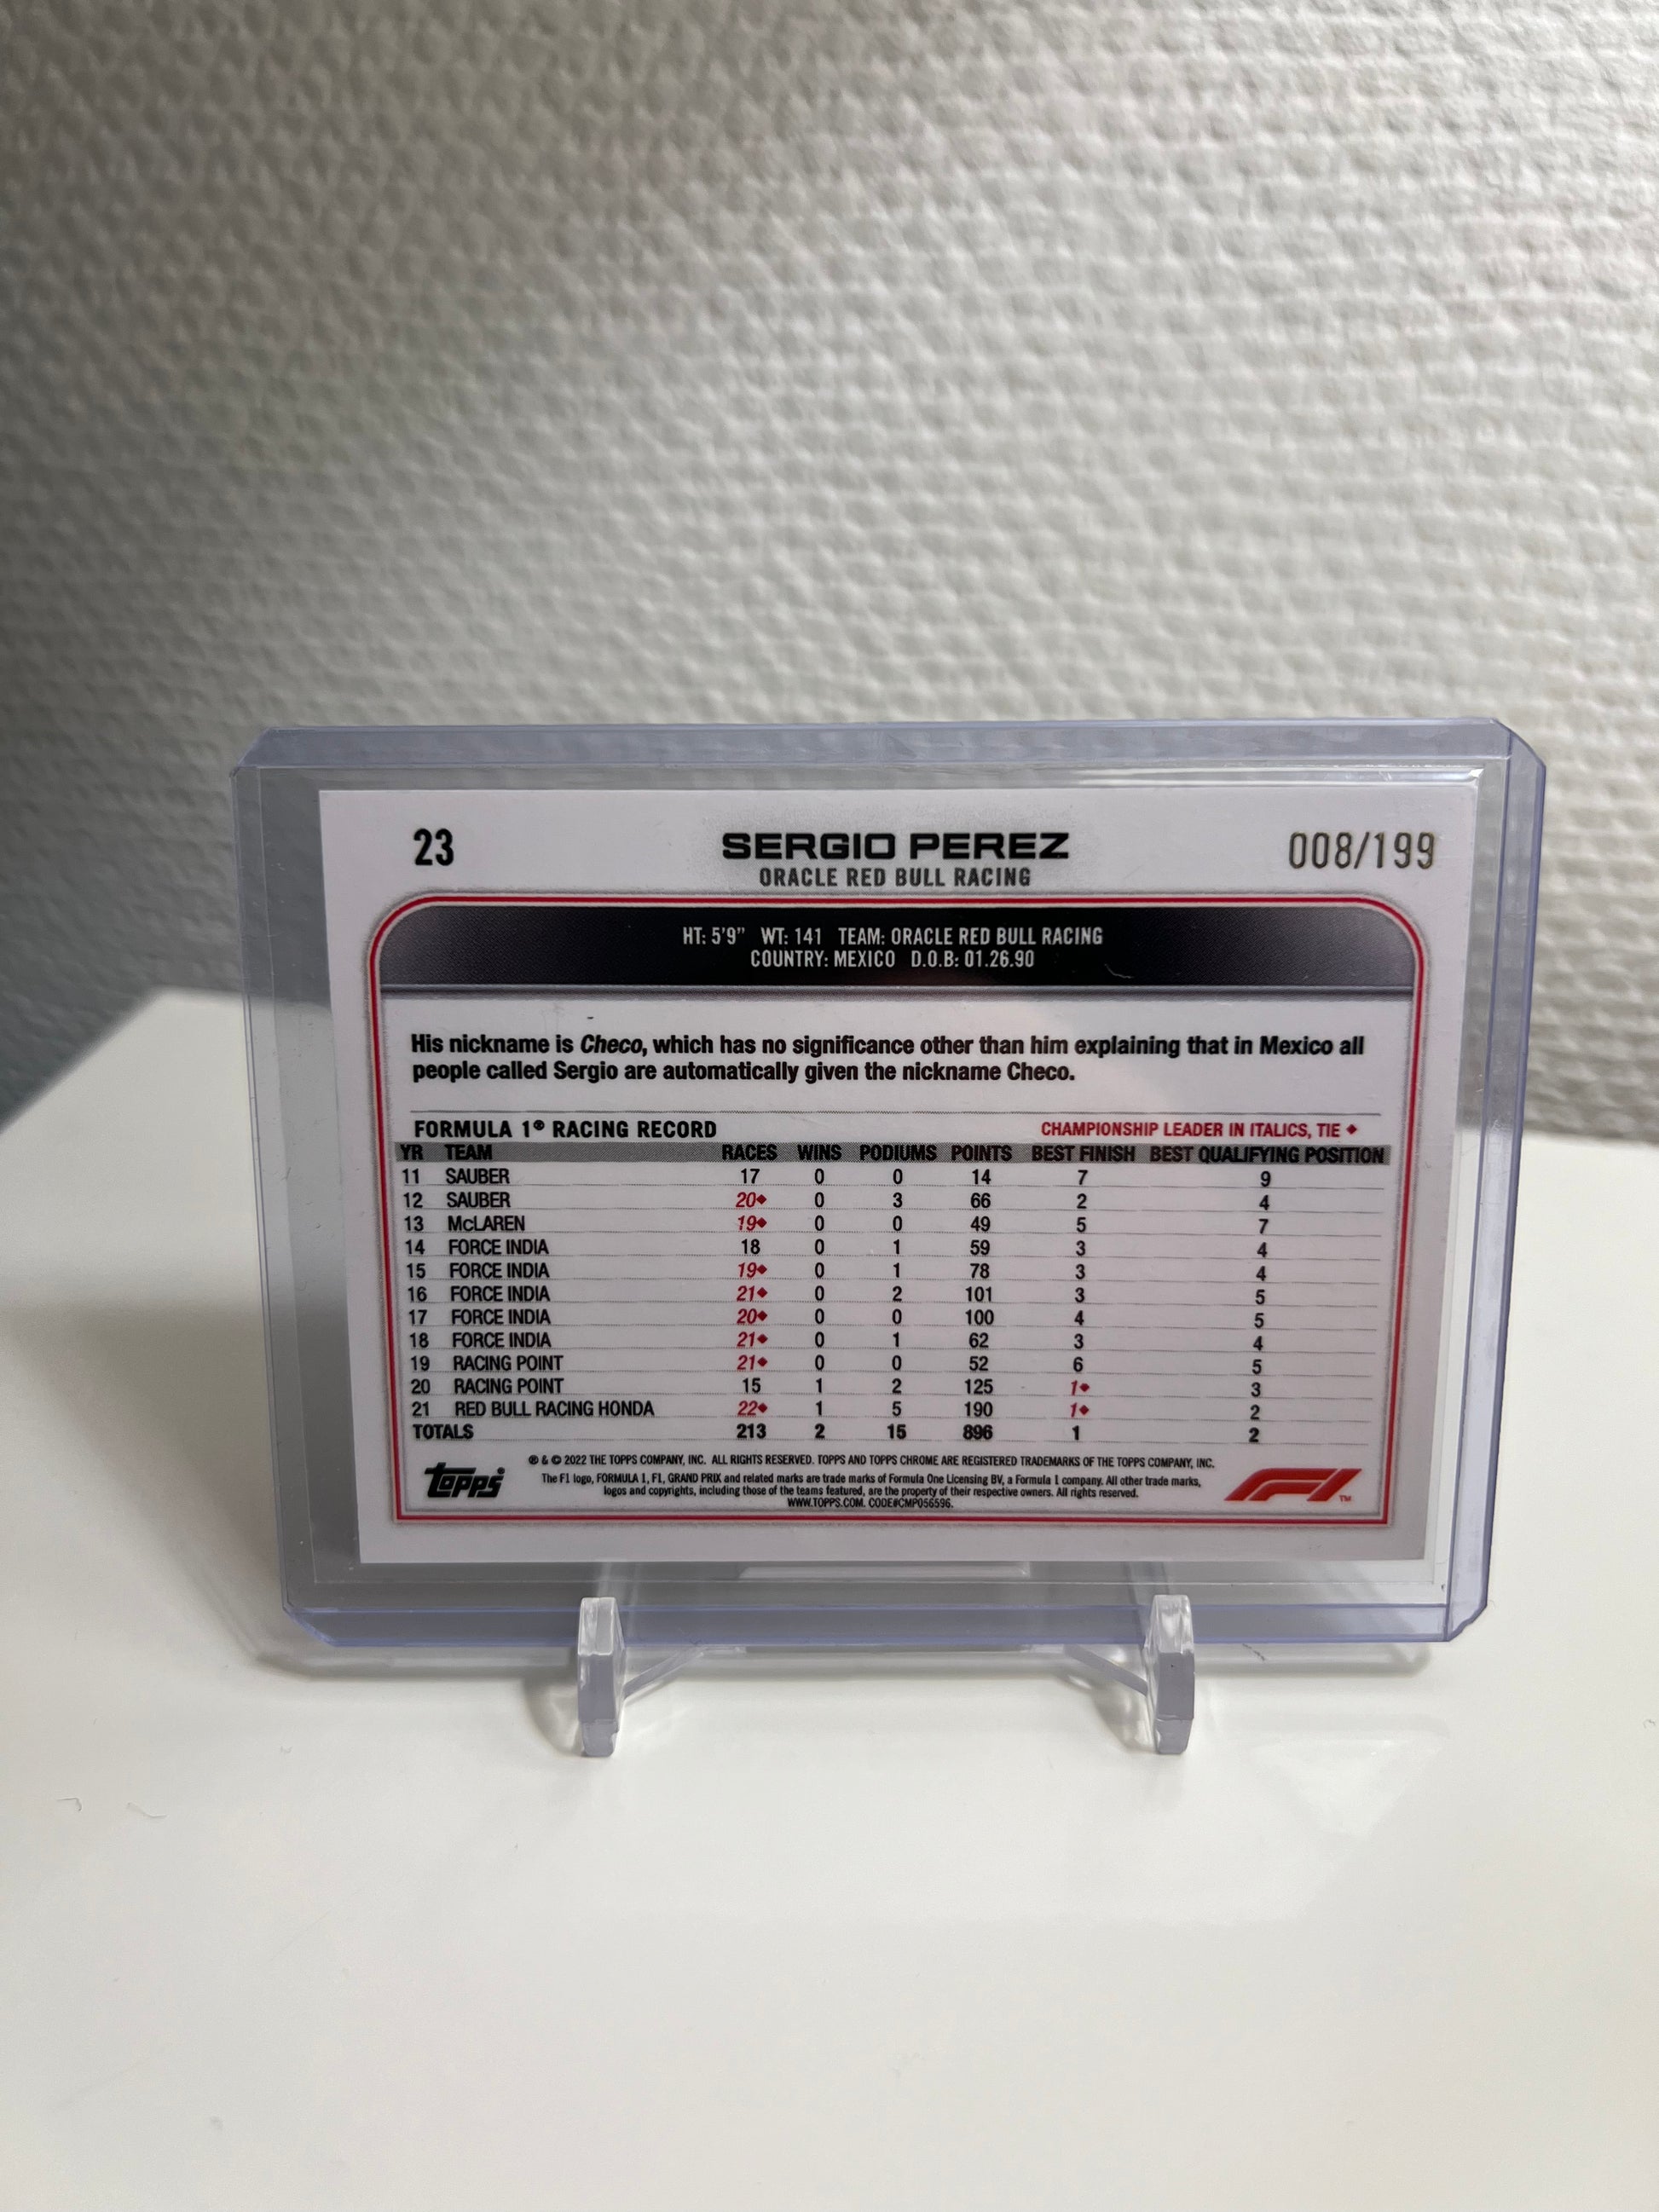 23 SERGIO PEREZ 008/199
ORACLE RED BULL RACING
HT: 5'9" WT: 141 TEAM: ORACLE RED BULL RACING
COUNTRY: MEXICO D.O.B: 01.26.90
His nickname is Checo, which has no significance other than him explaining that in Mexico all
people called Sergio are automatically given the nickname Checo.
FORMULA 1® RACING RECORD CHAMPIONSHIP LEADER IN ITALICS, TIE ◆
YR TEAM RACES WINS PODIUMS POINTS BEST FINISH BEST QUALIFYING POSITION
11 SAUBER 17 0 0 14 7 9
12 SAUBER 20◆ 0 3 66 2 4
13 McLAREN 19◆ 0 0 49 5 7
14 FORCE INDIA 18 0 1 59 3 4
15 FORCE INDIA 19◆ 0 1 78 3 4
16 FORCE INDIA 21◆ 0 2 101 3 5
17 FORCE INDIA 20◆ 0 0 100 4 5
18 FORCE INDIA 21◆ 0 1 62 3 4
19 RACING POINT 21◆ 0 0 52 6 5
20 RACING POINT 15 1 2 125 1◆ 3
21 RED BULL RACING HONDA 22◆ 1 5 190 1◆ 2
TOTALS 213 2 15 896 1 2
® & © 2022 THE TOPPS COMPANY, INC. ALL RIGHTS RESERVED. TOPPS AND TOPPS CHROME ARE REGISTERED TRADEMARKS OF THE TOPPS COMPANY, INC.
The F1 logo, FORMULA 1, F1, GRAND PRIX and related marks are trade marks of Formula One Licensing BV, a Formula 1 company. All other trade marks,
logos and copyrights, including those of the teams featured, are the property of their respective owners. All rights reserved.
WWW.TOPPS.COM. CODE#CMP056596.
topps
F1 TM